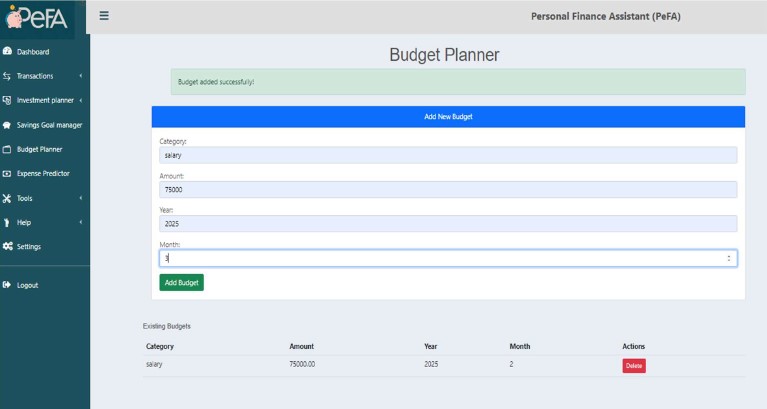 PeFA
Personal Finance Assistant (PeFA)
Dashboard
Transactions
Investment planner
Savings Goal manager
Budget Planner
Expense Predictor
Tools
Help
Settings
Logout
Budget Planner
Budget added successfully!
Add New Budget
Category:
salary
Amount:
75000
Year:
2025
Month:
3
Add Budget
Existing Budgets
Category Amount Year Month Actions
salary 75000.00 2025 2 Delete